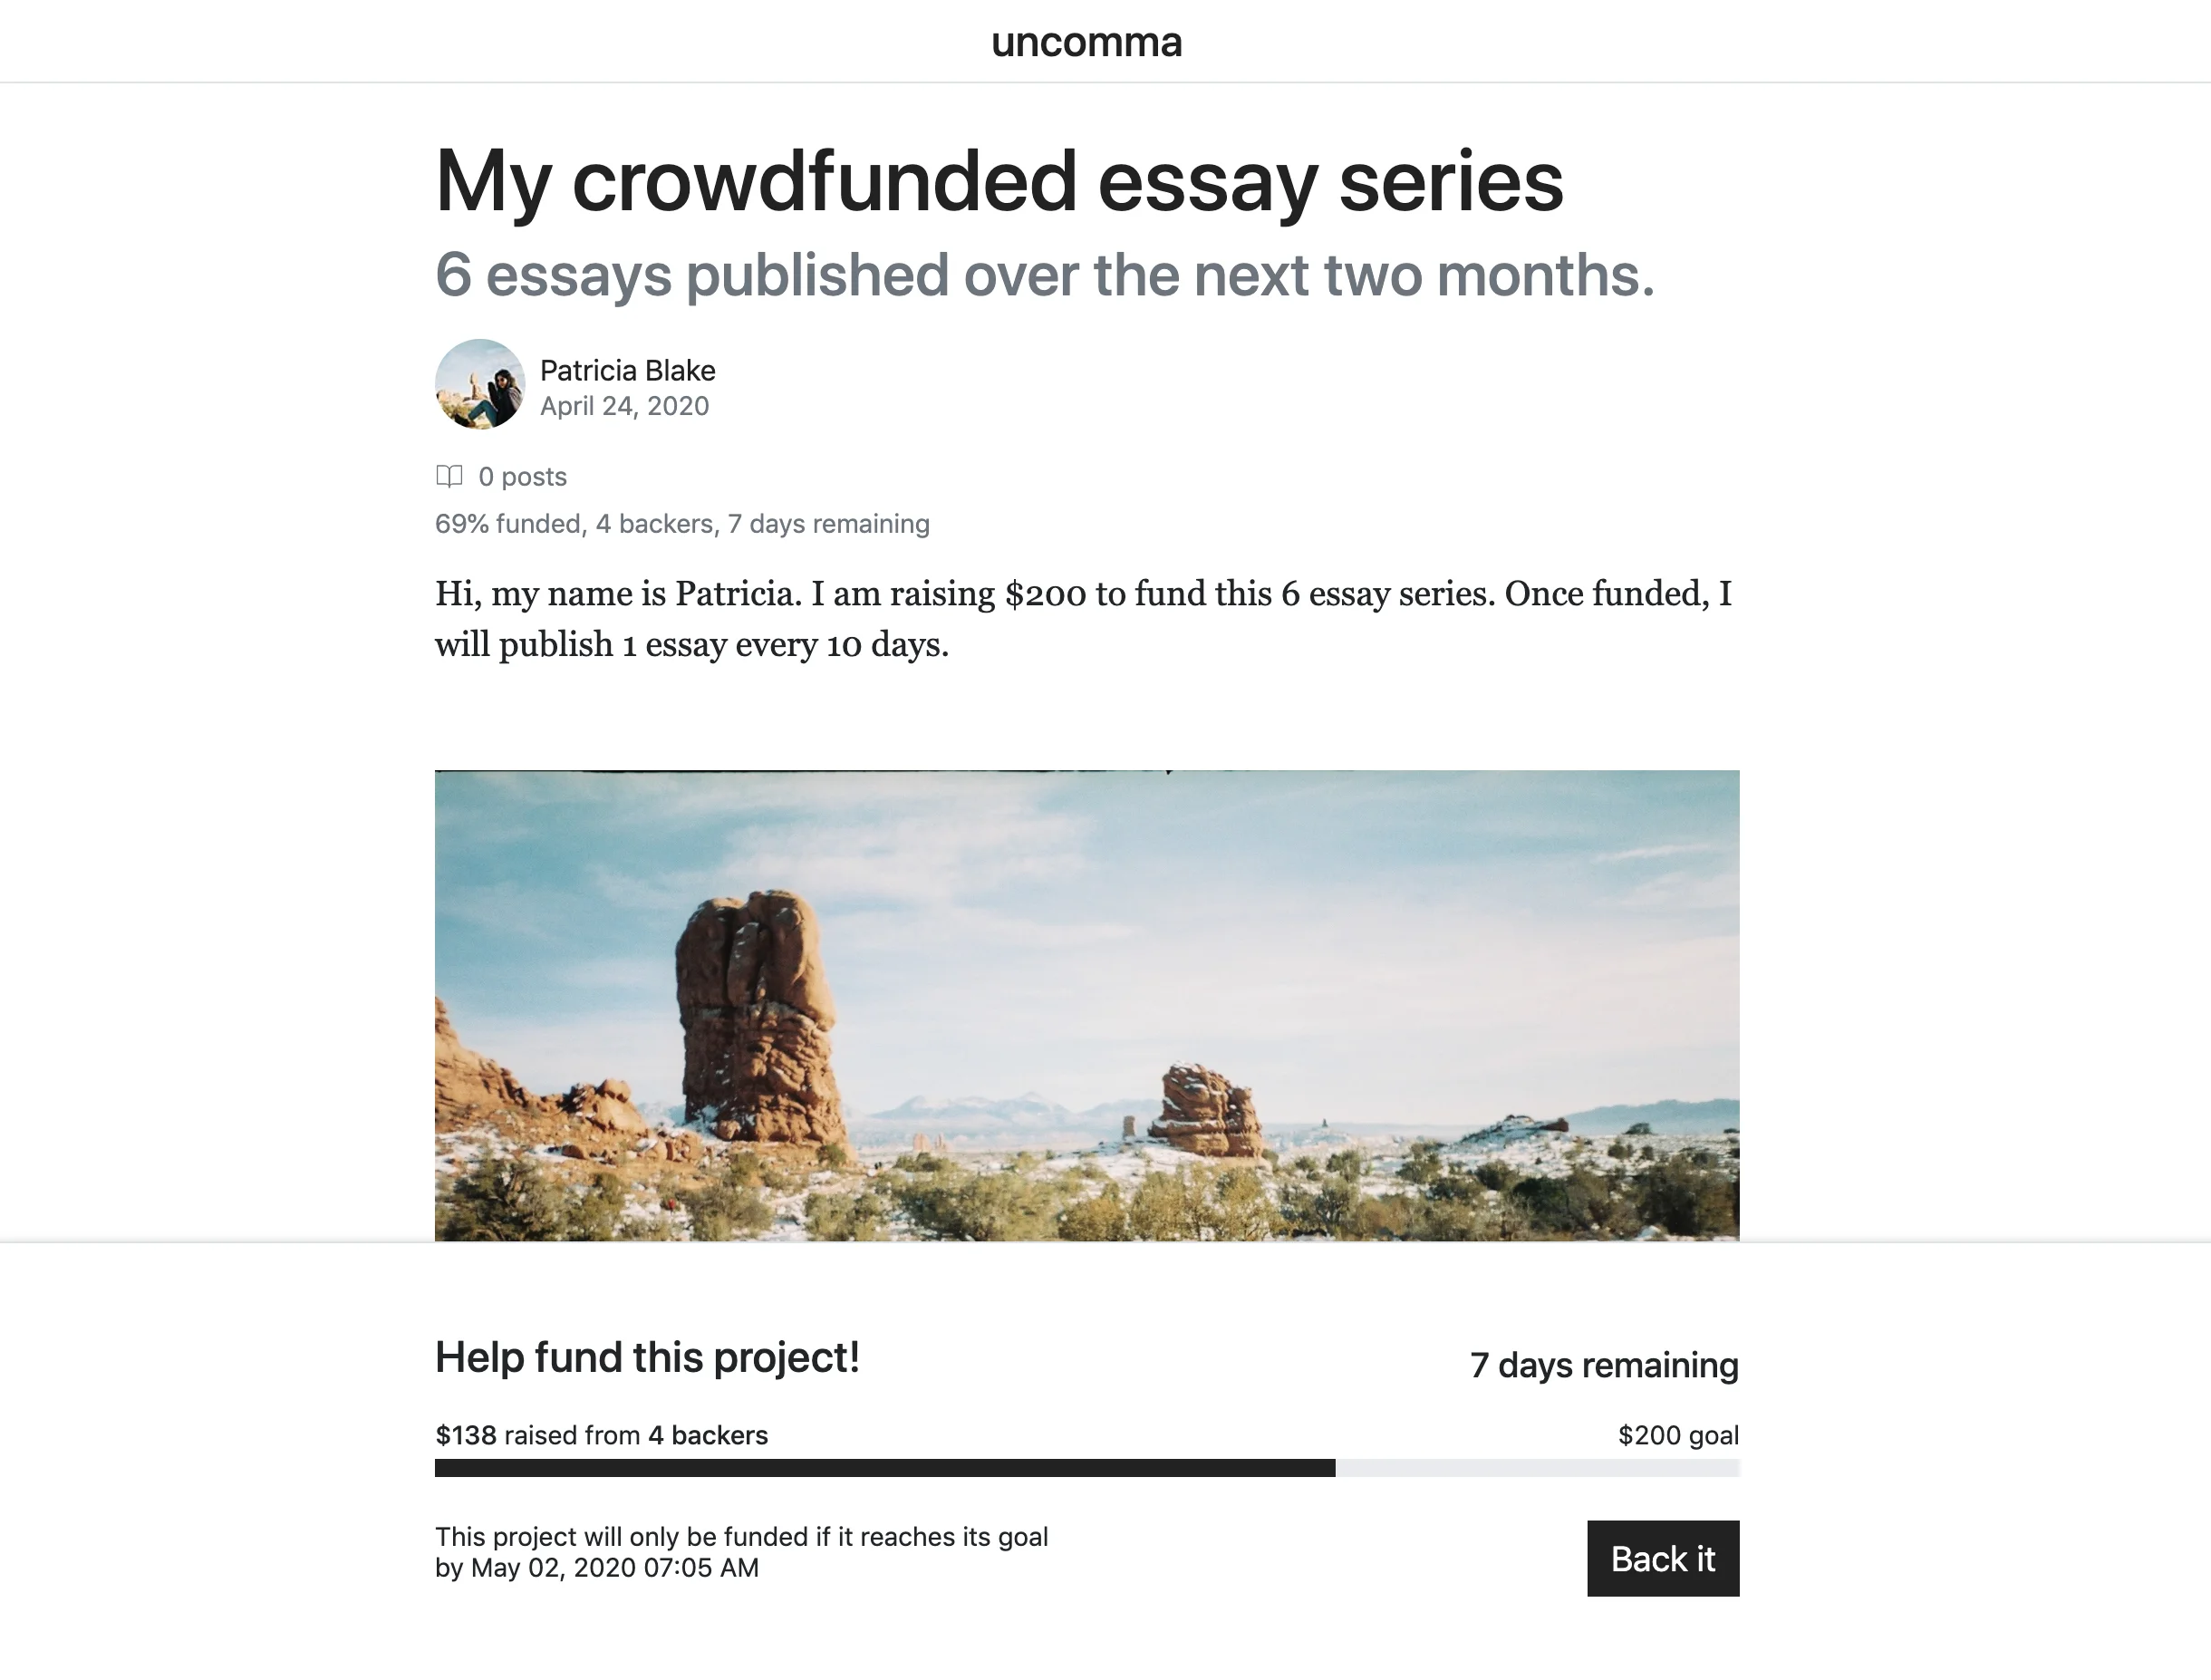 uncomma
My crowdfunded essay series
6 essays published over the next two months.
Patricia Blake
April 24, 2020
0 posts
69% funded, 4 backers, 7 days remaining
Hi, my name is Patricia. I am raising $200 to fund this 6 essay series. Once funded, I
will publish 1 essay every 10 days.
Help fund this project!
7 days remaining
$138 raised from 4 backers
$200 goal
This project will only be funded if it reaches its goal
by May 02, 2020 07:05 AM
Back it